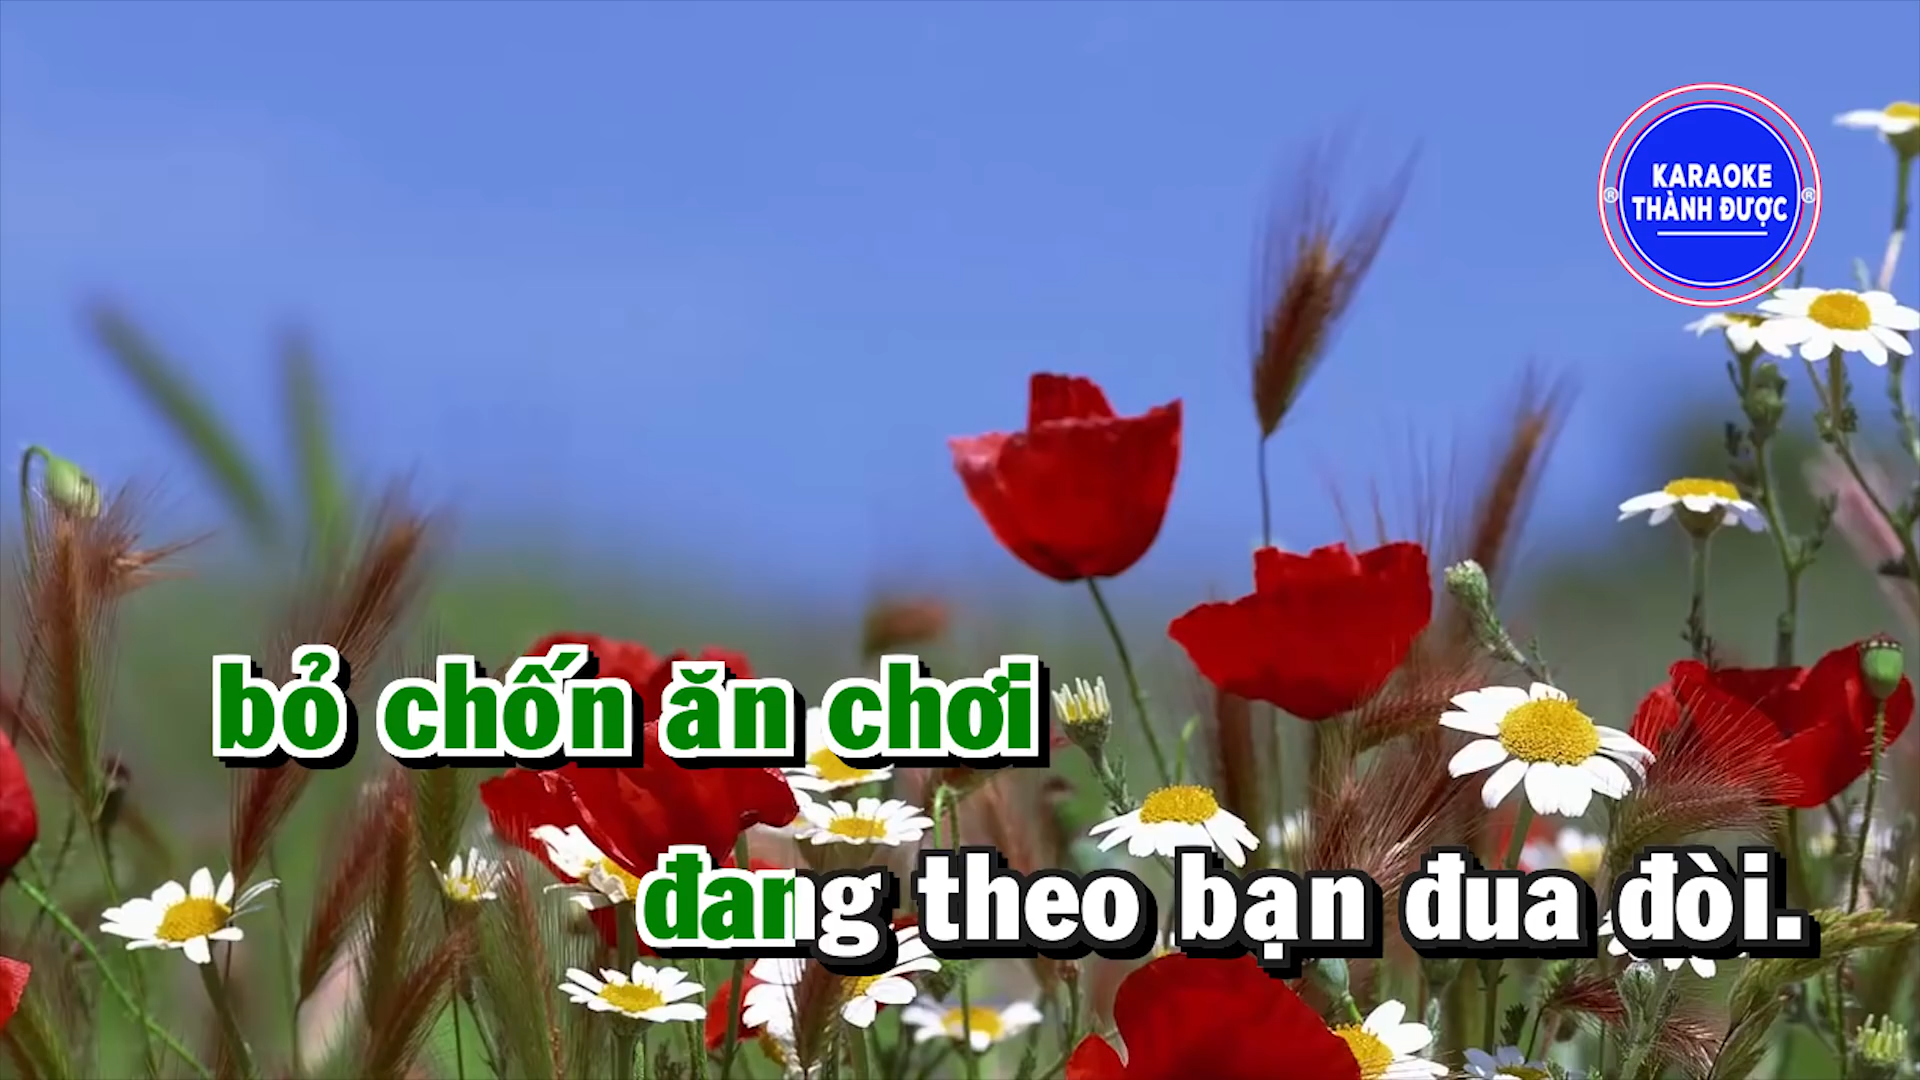 KARAOKE
THÀNH ĐƯỢC
® ®
bỏ chốn ăn chơi
đang theo bạn đua đòi.